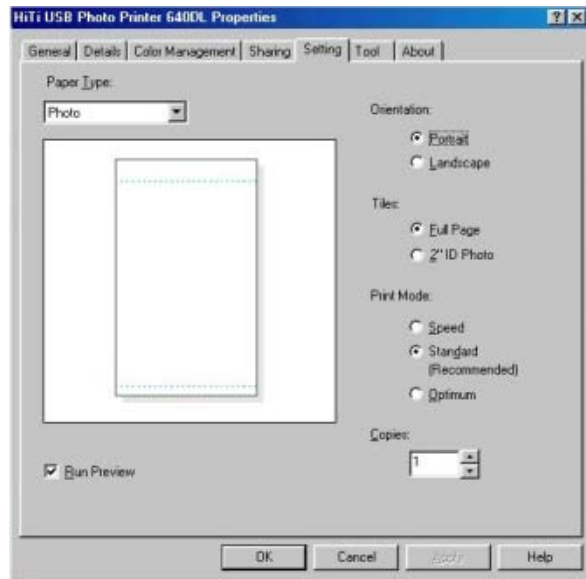 HiTi USB Photo Printer 640DL Properties
General Details Color Management Sharing Setting Tool About
Paper Type:
Photo
Run Preview
Orientation:
Portrait
Landscape
Tiles:
Full Page
2" ID Photo
Print Mode:
Speed
Standard
(Recommended)
Optimum
Copies:
1
OK Cancel Apply Help